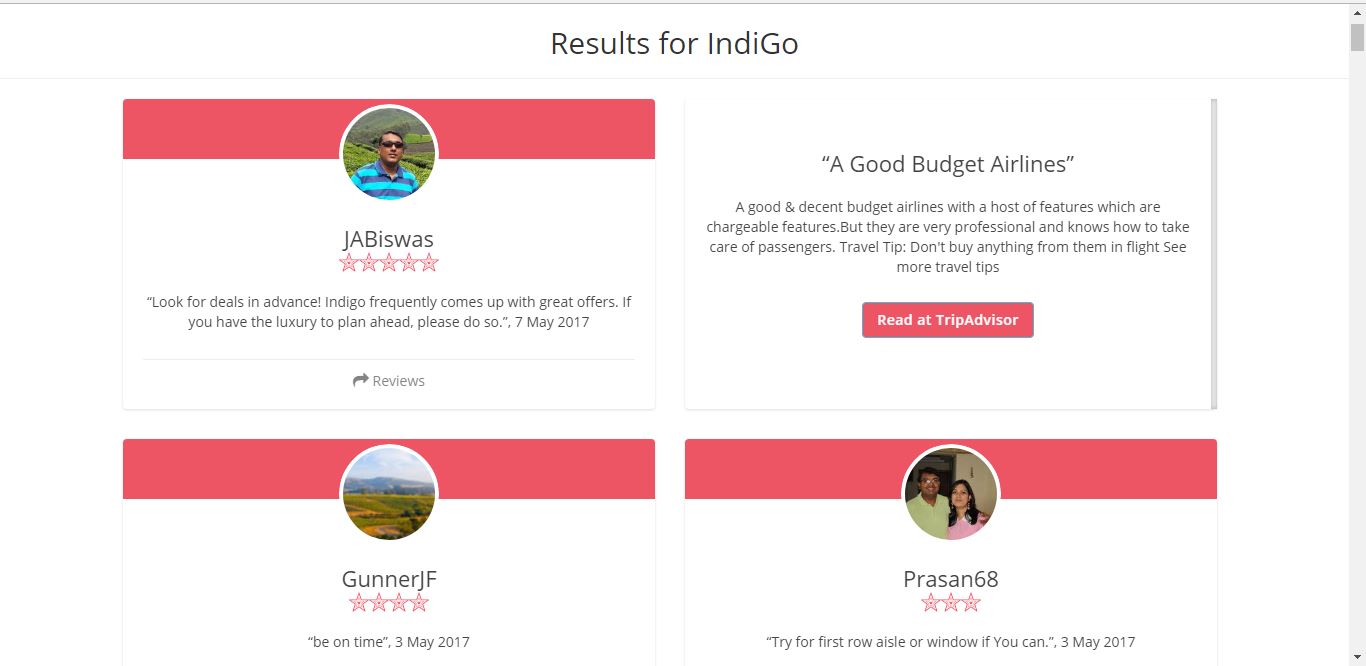 Results for IndiGo
JABiswas
“Look for deals in advance! Indigo frequently comes up with great offers. If
you have the luxury to plan ahead, please do so.”, 7 May 2017
Reviews
“A Good Budget Airlines”
A good & decent budget airlines with a host of features which are
chargeable features.But they are very professional and knows how to take
care of passengers. Travel Tip: Don't buy anything from them in flight See
more travel tips
Read at TripAdvisor
GunnerJF
“be on time”, 3 May 2017
Prasan68
“Try for first row aisle or window if You can.”, 3 May 2017